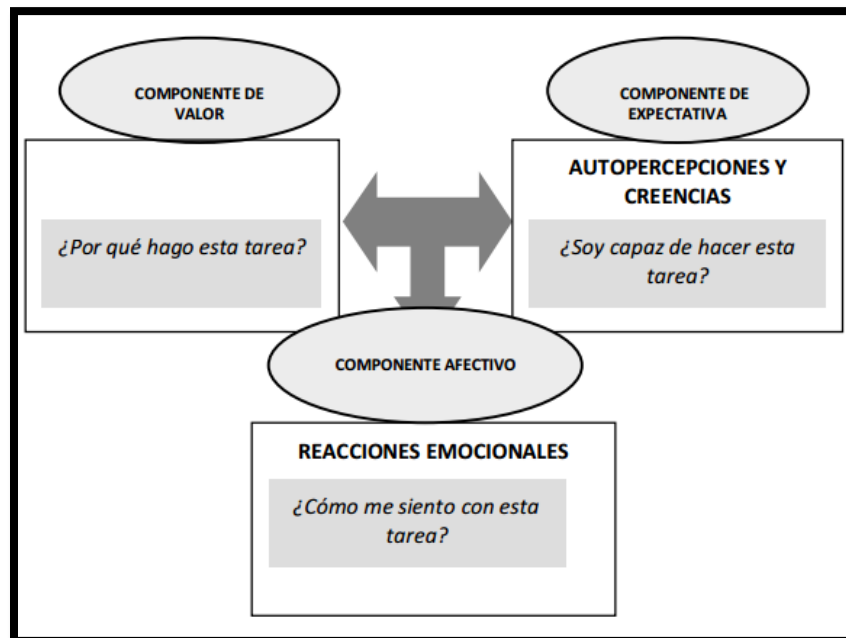 COMPONENTE DE
VALOR
¿Por qué hago esta tarea?
COMPONENTE DE
EXPECTATIVA
AUTOPERCEPCIONES Y
CREENCIAS
¿Soy capaz de hacer esta
tarea?
COMPONENTE AFECTIVO
REACCIONES EMOCIONALES
¿Cómo me siento con esta
tarea?